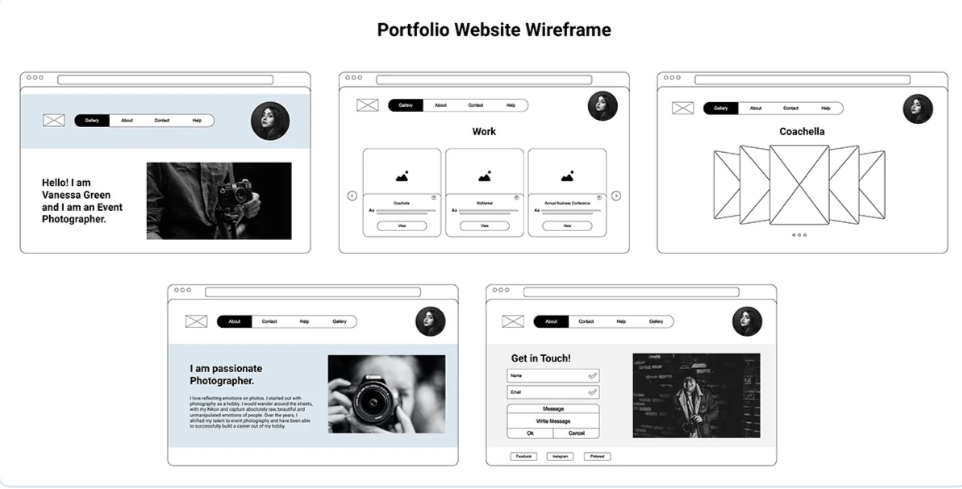 Portfolio Website Wireframe
Gallery About Contact Help
Hello! I am
Vanessa Green
and I am an Event
Photographer.
Gallery About Contact Help
Work
Coachella
Aa
View
Aa
View
Annual Business Conference
Aa
View
Gallery About Contact Help
Coachella
About Contact Help Gallery
I am passionate
Photographer.
I love reflecting emotions on photos. I started out with
photography as a hobby. I would wander around the streets,
with my Nikon and capture absolutely raw, beautiful and
unmanipulated emotions of people. Over the years, I
shifted my talent to event photography and have been able
to successfully build a career out of my hobby.
About Contact Help Gallery
Get in Touch!
Name
Email
Message
Write Message
Ok Cancel
Facebook Instagram Pinterest